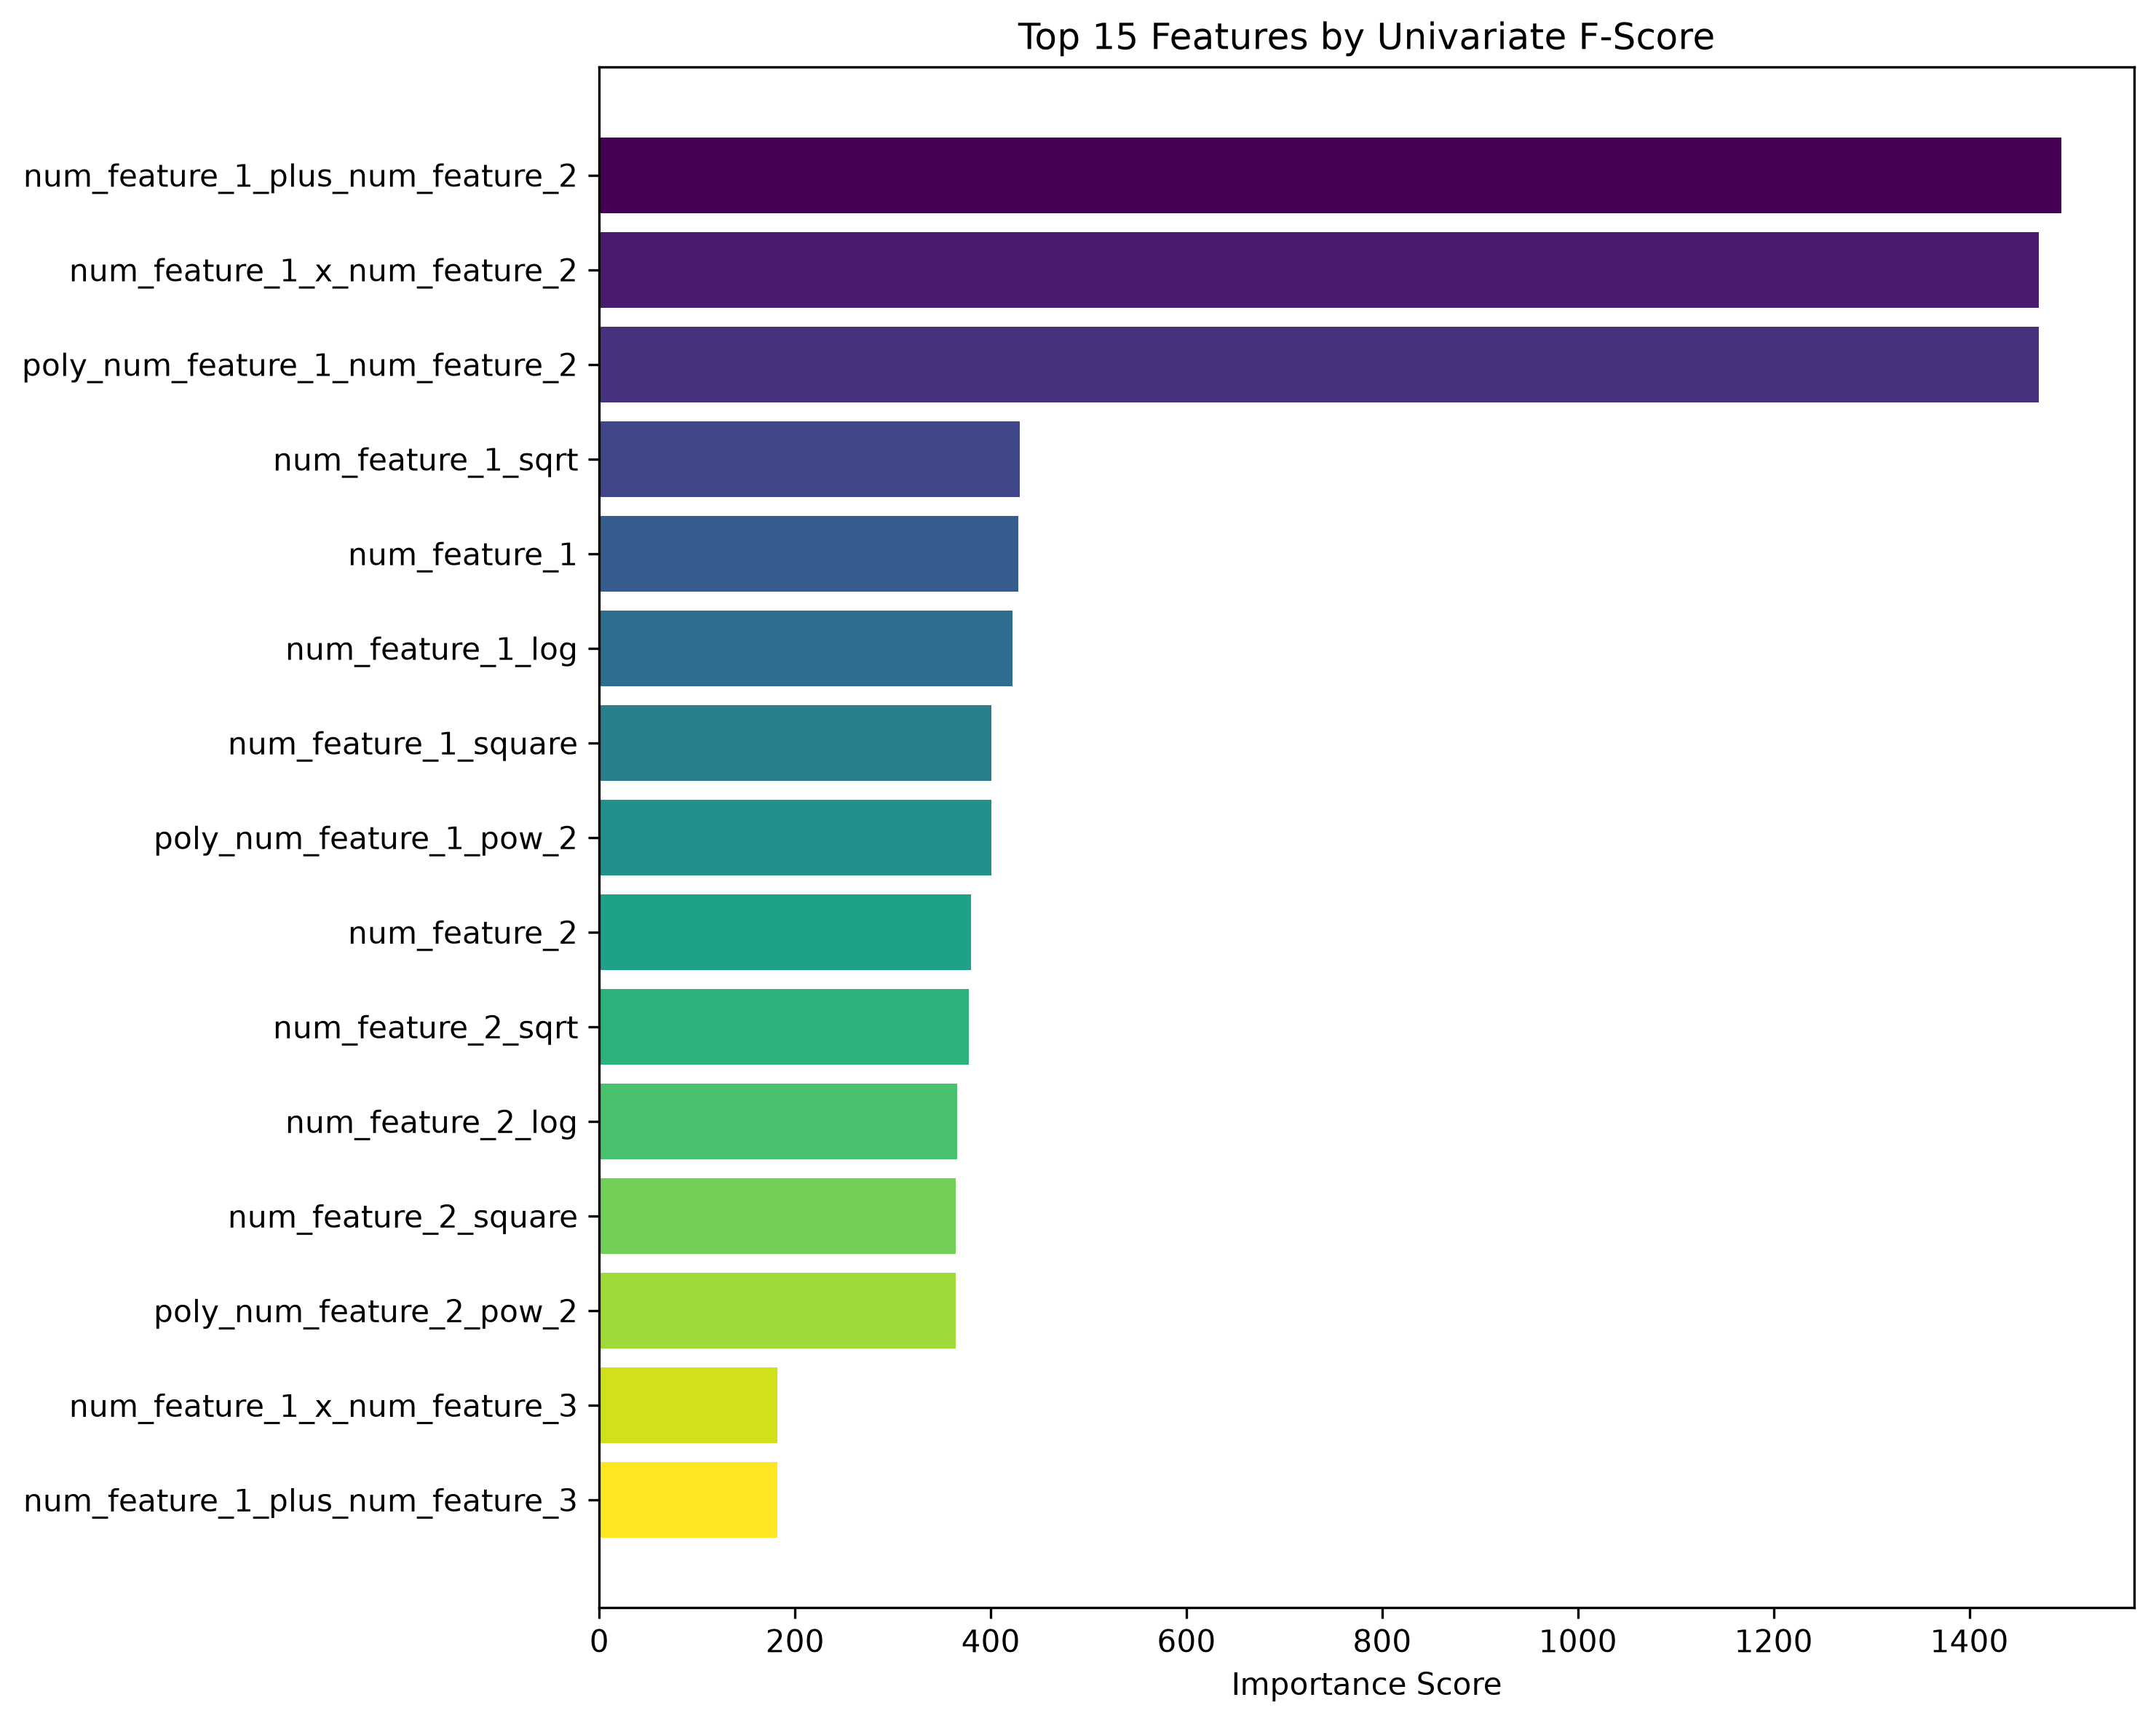 Top 15 Features by Univariate F-Score
num_feature_1_plus_num_feature_2
num_feature_1_x_num_feature_2
poly_num_feature_1_num_feature_2
num_feature_1_sqrt
num_feature_1
num_feature_1_log
num_feature_1_square
poly_num_feature_1_pow_2
num_feature_2
num_feature_2_sqrt
num_feature_2_log
num_feature_2_square
poly_num_feature_2_pow_2
num_feature_1_x_num_feature_3
num_feature_1_plus_num_feature_3
0 200 400 600 800 1000 1200 1400
Importance Score